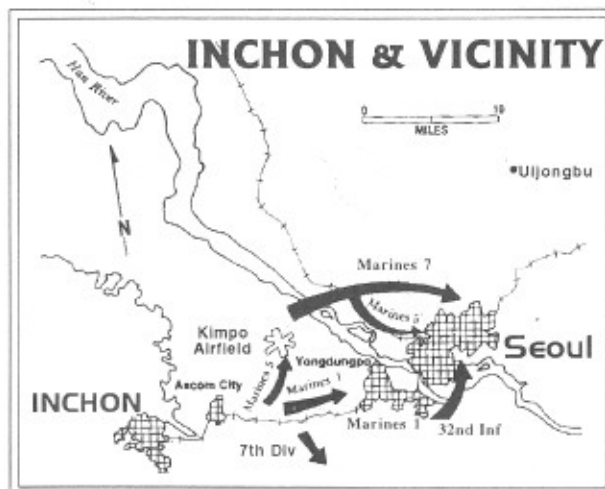 INCHON & VICINITY
Han River
0 10
MILES
Uijongbu
N
Marines 7
Marines 5
Kimpo
Airfield
Yongdungpo
SEOUL
Ascom City
Marines 5
Marines 1
INCHON
Marines 1
32nd Inf
7th Div